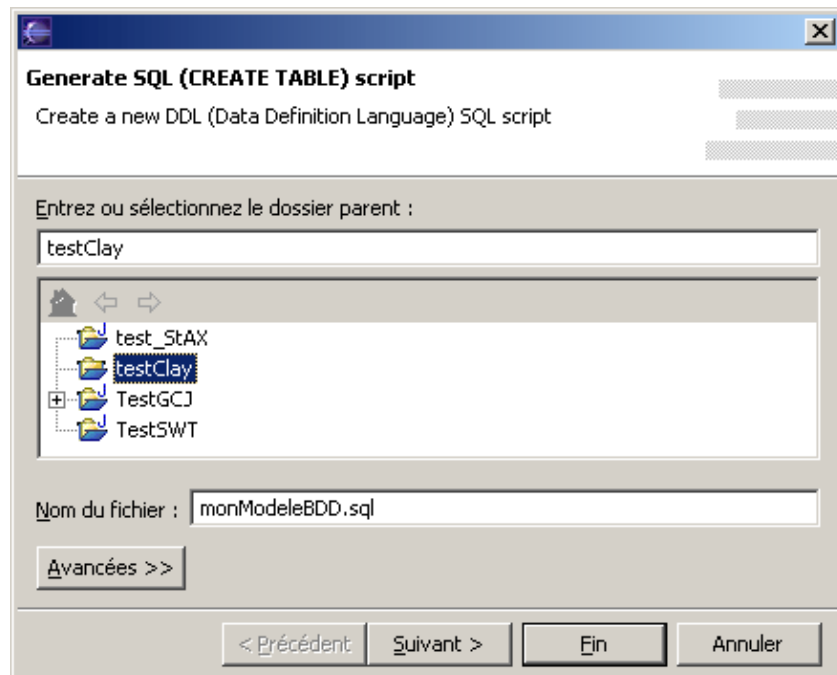 Generate SQL (CREATE TABLE) script
Create a new DDL (Data Definition Language) SQL script
Entrez ou sélectionnez le dossier parent :
testClay
test_StAX
testClay
TestGCJ
TestSWT
Nom du fichier : monModeleBDD.sql
Avancées >>
< Précédent Suivant > Fin Annuler